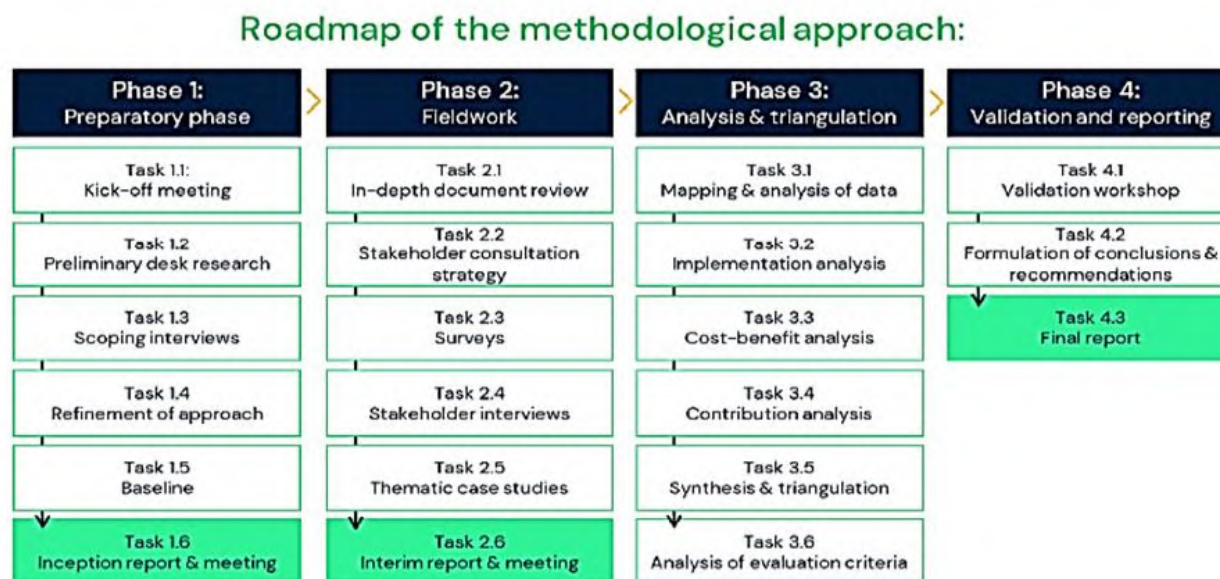 Roadmap of the methodological approach:
Phase 1:
Preparatory phase
Task 1.1:
Kick-off meeting
Task 1.2
Preliminary desk research
Task 1.3
Scoping interviews
Task 1.4
Refinement of approach
Task 1.5
Baseline
Task 1.6
Inception report & meeting
Phase 2:
Fieldwork
Task 2.1
In-depth document review
Task 2.2
Stakeholder consultation
strategy
Task 2.3
Surveys
Task 2.4
Stakeholder interviews
Task 2.5
Thematic case studies
Task 2.6
Interim report & meeting
Phase 3:
Analysis & triangulation
Task 3.1
Mapping & analysis of data
Task 3.2
Implementation analysis
Task 3.3
Cost-benefit analysis
Task 3.4
Contribution analysis
Task 3.5
Synthesis & triangulation
Task 3.6
Analysis of evaluation criteria
Phase 4:
Validation and reporting
Task 4.1
Validation workshop
Task 4.2
Formulation of conclusions &
recommendations
Task 4.3
Final report